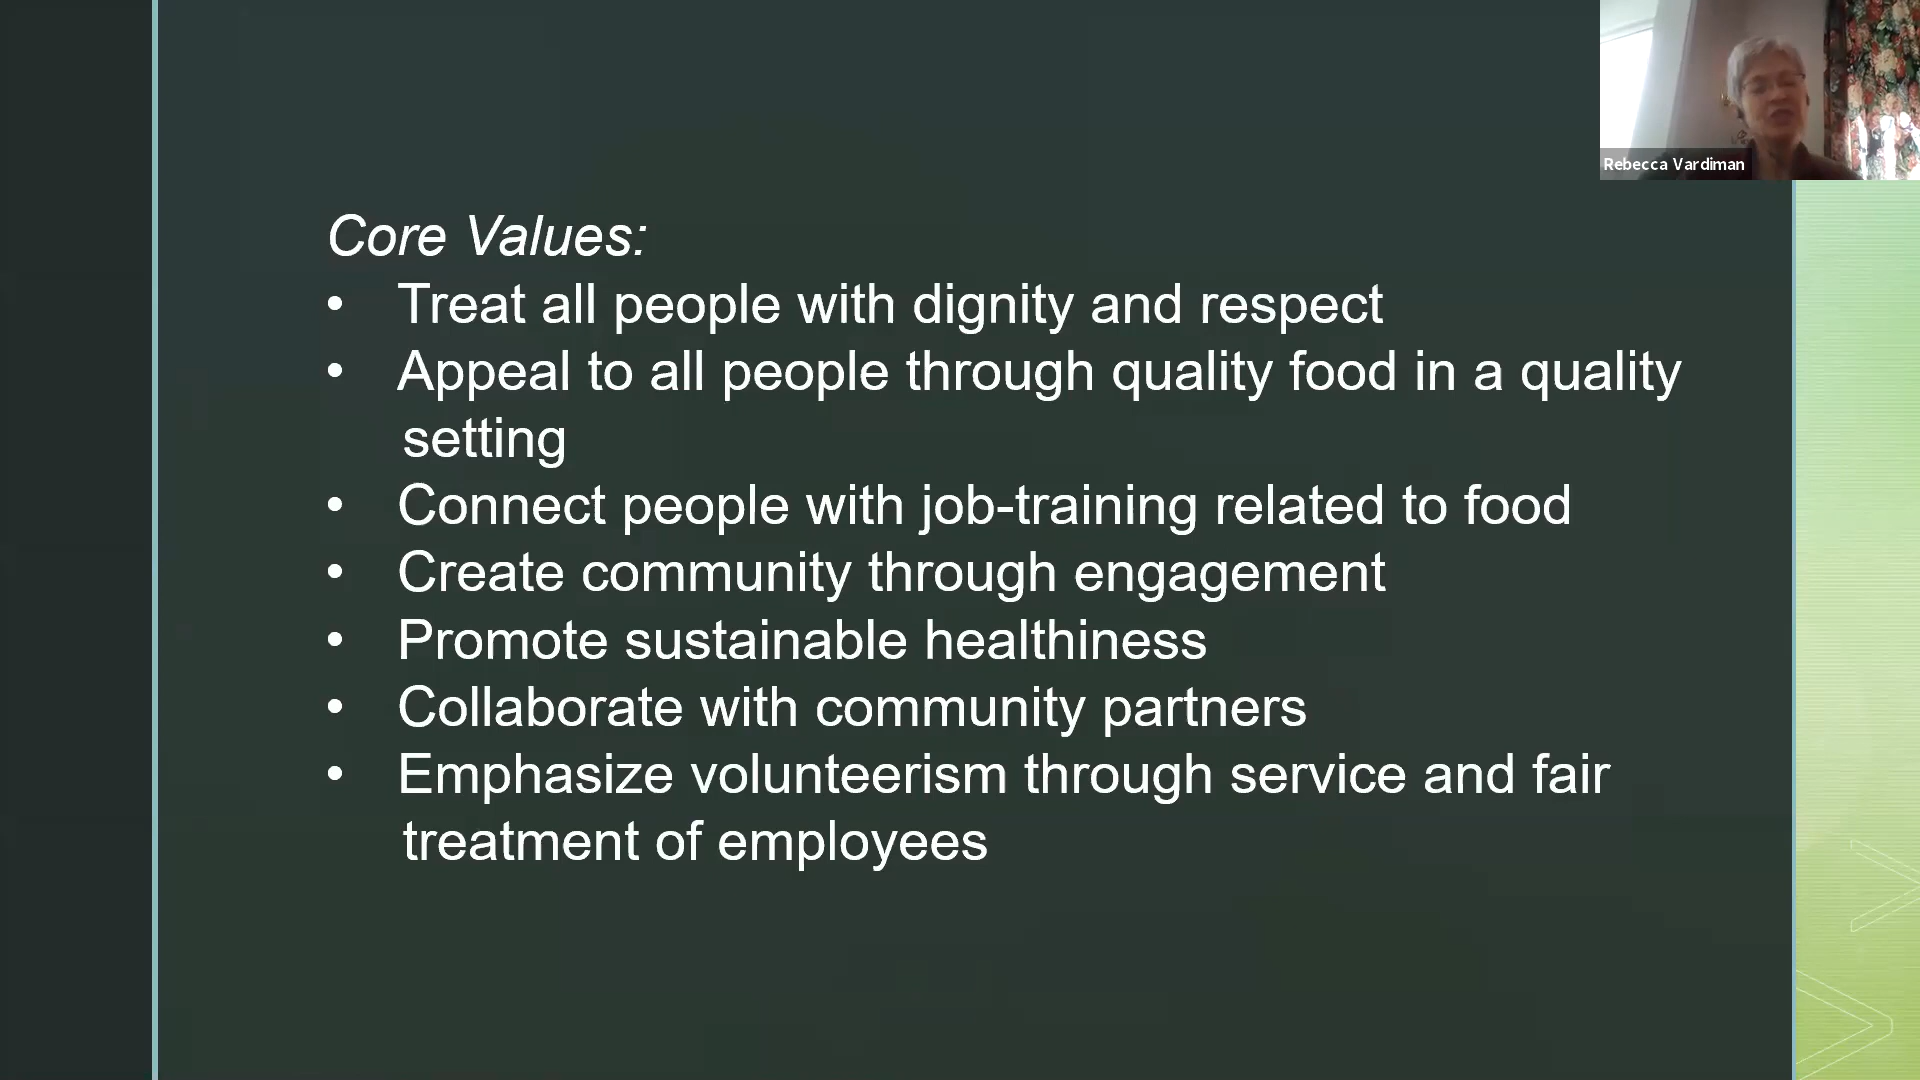 Rebecca Vardiman
Core Values:
• Treat all people with dignity and respect
• Appeal to all people through quality food in a quality
setting
• Connect people with job-training related to food
• Create community through engagement
• Promote sustainable healthiness
• Collaborate with community partners
• Emphasize volunteerism through service and fair
treatment of employees